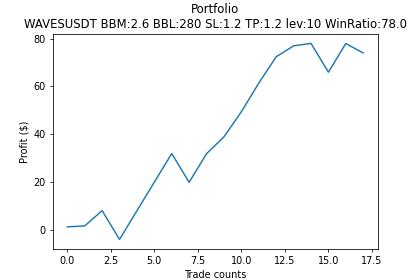 Portfolio
WAVESUSDT BBM:2.6 BBL:280 SL:1.2 TP:1.2 lev:10 WinRatio:78.0
80
60
40
20
0
Profit ($)
0.0 2.5 5.0 7.5 10.0 12.5 15.0 17.5
Trade counts